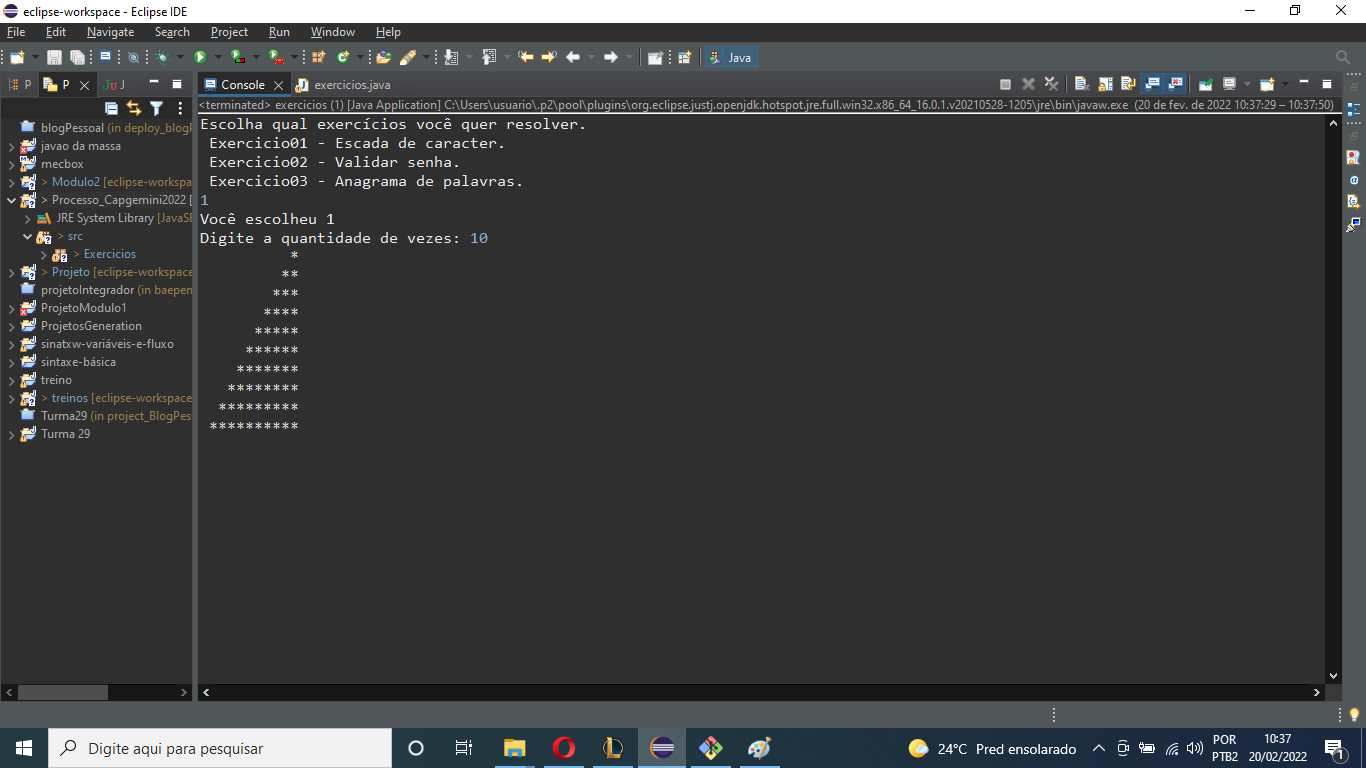 eclipse-workspace - Eclipse IDE
File Edit Navigate Search Project Run Window Help
Java
P P JU J Console exercicios.java
<terminated> exercicios (1) [Java Application] C:\Users\usuario\.p2\pool\plugins\org.eclipse.justj.openjdk.hotspot.jre.full.win32.x86_64_16.0.1.v20210528-1205\jre\bin\javaw.exe (20 de fev. de 2022 10:37:29 – 10:37:50)
blogPessoal (in deploy_blogI
javao da massa
mecbox
> Modulo2 [eclipse-workspa
> Processo_Capgemini2022 [
JRE System Library [JavaSE
> src
> Exercicios
> Projeto [eclipse-workspace
projetoIntegrador (in baepen
ProjetoModulo1
ProjetosGeneration
sinatxw-variáveis-e-fluxo
sintaxe-básica
treino
> treinos [eclipse-workspace
Turma29 (in project_BlogPes
Turma 29
Escolha qual exercícios você quer resolver.
Exercicio01 - Escada de caracter.
Exercicio02 - Validar senha.
Exercicio03 - Anagrama de palavras.
1
Você escolheu 1
Digite a quantidade de vezes: 10
*
**
***
****
*****
******
*******
********
*********
**********
Digite aqui para pesquisar
24°C Pred ensolarado
POR
PTB2
10:37
20/02/2022
1